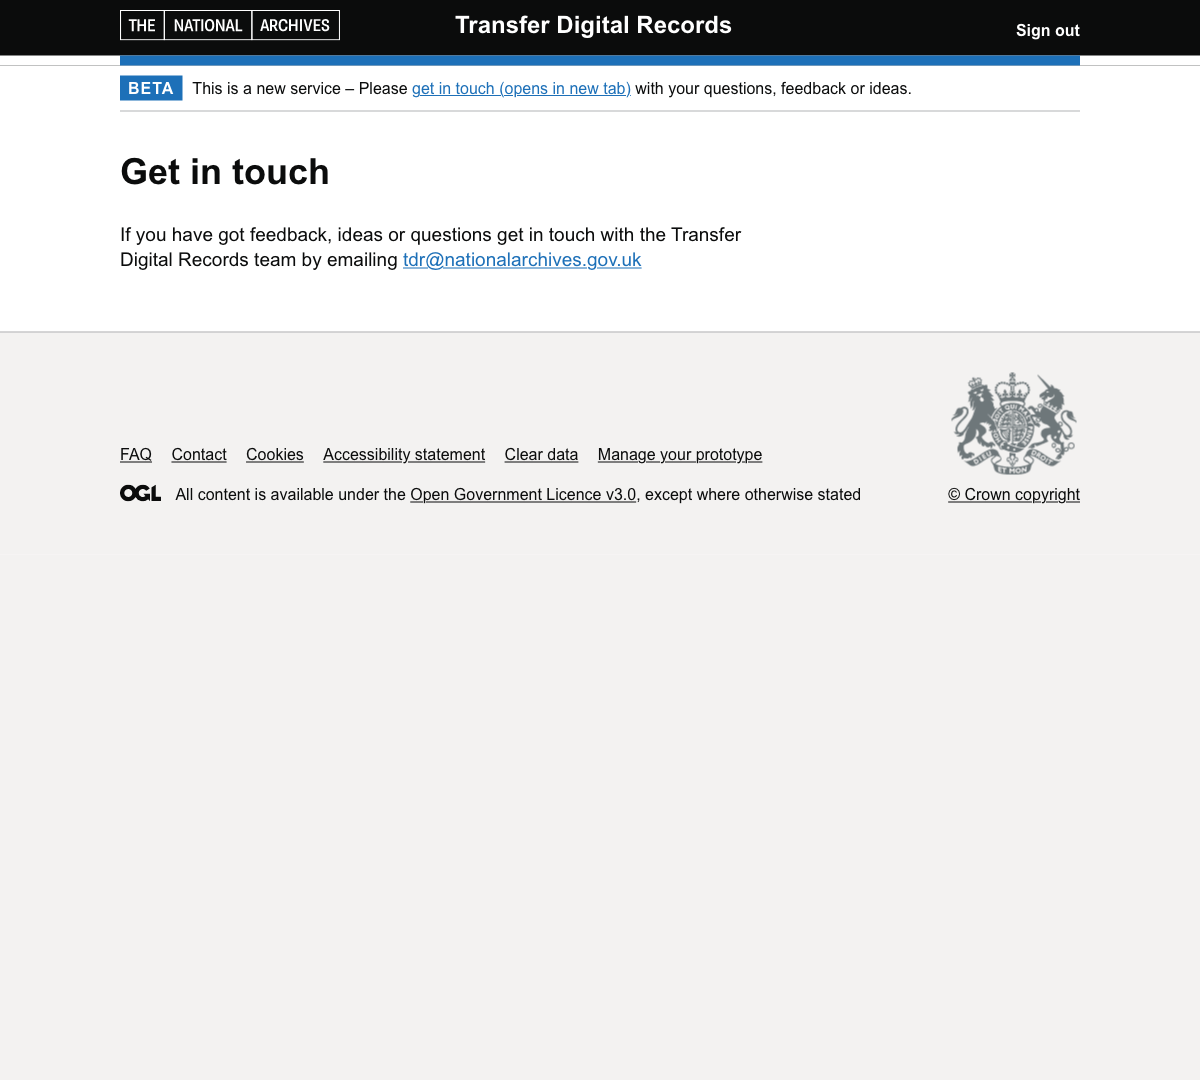 THE NATIONAL ARCHIVES
Transfer Digital Records
Sign out
BETA This is a new service – Please get in touch (opens in new tab) with your questions, feedback or ideas.
Get in touch
If you have got feedback, ideas or questions get in touch with the Transfer
Digital Records team by emailing tdr@nationalarchives.gov.uk
FAQ Contact Cookies Accessibility statement Clear data Manage your prototype
OGL All content is available under the Open Government Licence v3.0, except where otherwise stated
DIEU ET MON DROIT
© Crown copyright